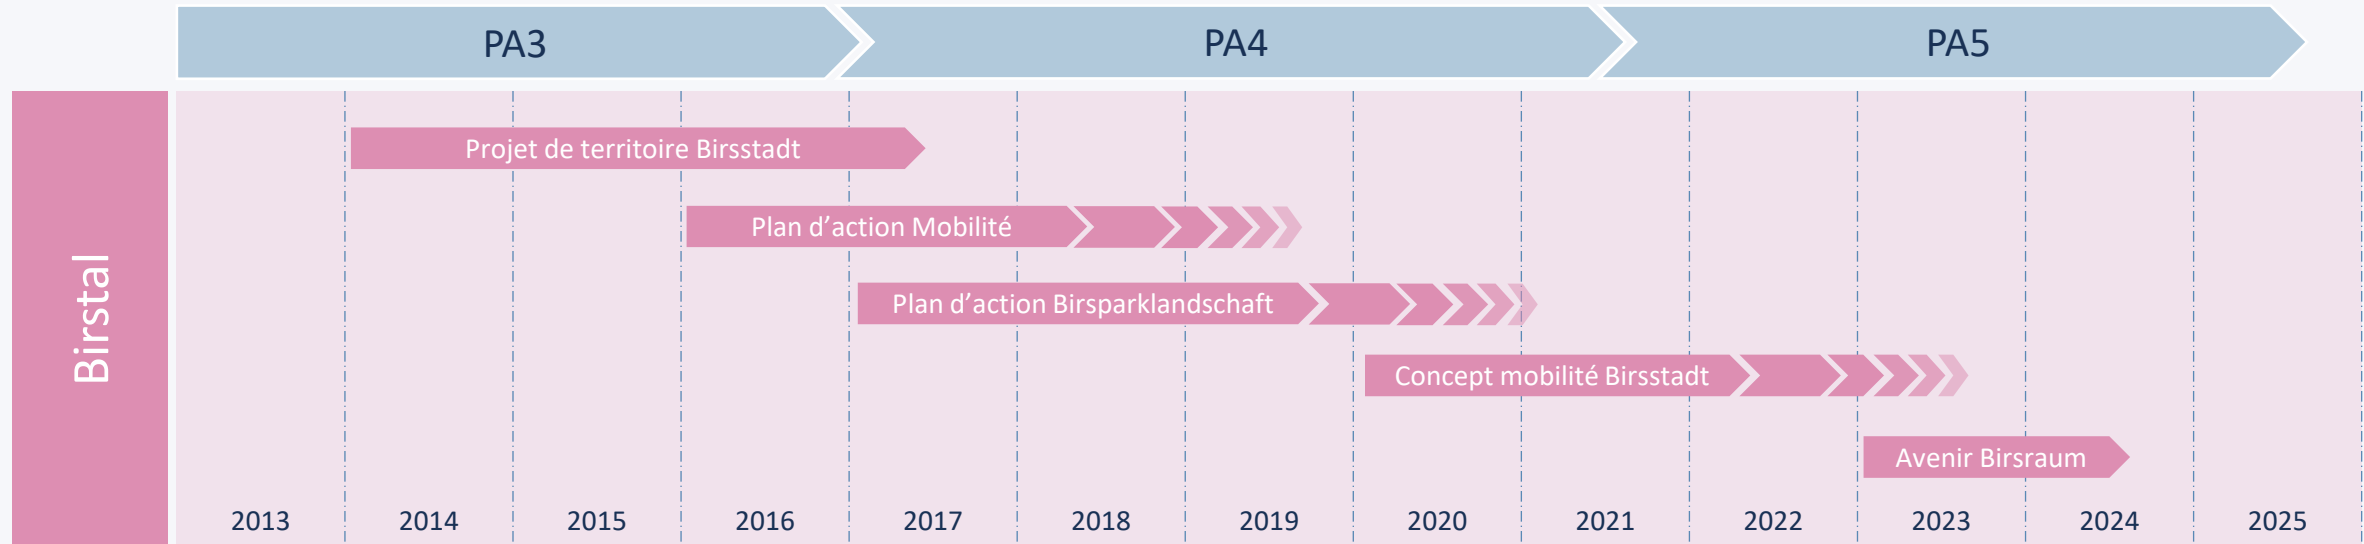 PA3
PA4
PA5
Birstal
Projet de territoire Birsstadt
Plan d’action Mobilité
Plan d’action Birsparklandschaft
Concept mobilité Birsstadt
Avenir Birsraum
2013 2014 2015 2016 2017 2018 2019 2020 2021 2022 2023 2024 2025